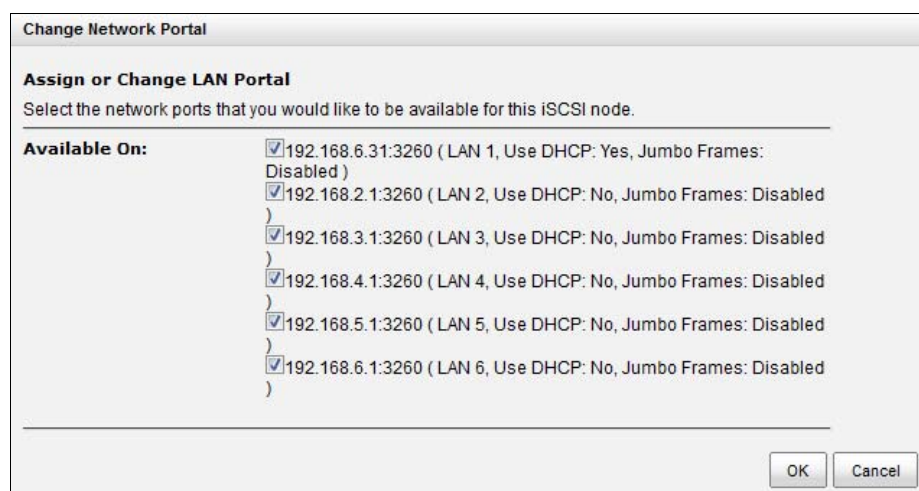 Change Network Portal
Assign or Change LAN Portal
Select the network ports that you would like to be available for this iSCSI node.
Available On:
192.168.6.31:3260 ( LAN 1, Use DHCP: Yes, Jumbo Frames:
Disabled )
192.168.2.1:3260 ( LAN 2, Use DHCP: No, Jumbo Frames: Disabled
)
192.168.3.1:3260 ( LAN 3, Use DHCP: No, Jumbo Frames: Disabled
)
192.168.4.1:3260 ( LAN 4, Use DHCP: No, Jumbo Frames: Disabled
)
192.168.5.1:3260 ( LAN 5, Use DHCP: No, Jumbo Frames: Disabled
)
192.168.6.1:3260 ( LAN 6, Use DHCP: No, Jumbo Frames: Disabled
)
OK
Cancel